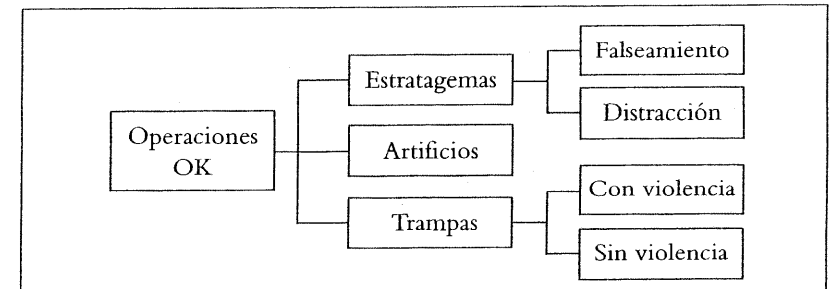 Operaciones
OK
Estratagemas
Artificios
Trampas
Falseamiento
Distracción
Con violencia
Sin violencia